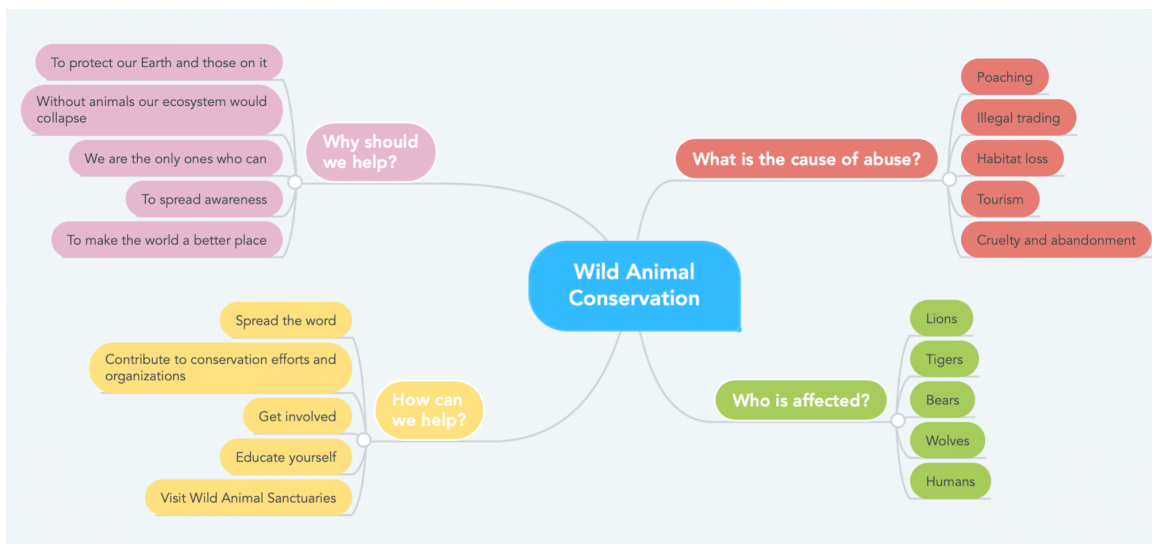 Wild Animal
Conservation
Why should
we help?
To protect our Earth and those on it
Without animals our ecosystem would
collapse
We are the only ones who can
To spread awareness
To make the world a better place
What is the cause of abuse?
Poaching
Illegal trading
Habitat loss
Tourism
Cruelty and abandonment
How can
we help?
Spread the word
Contribute to conservation efforts and
organizations
Get involved
Educate yourself
Visit Wild Animal Sanctuaries
Who is affected?
Lions
Tigers
Bears
Wolves
Humans